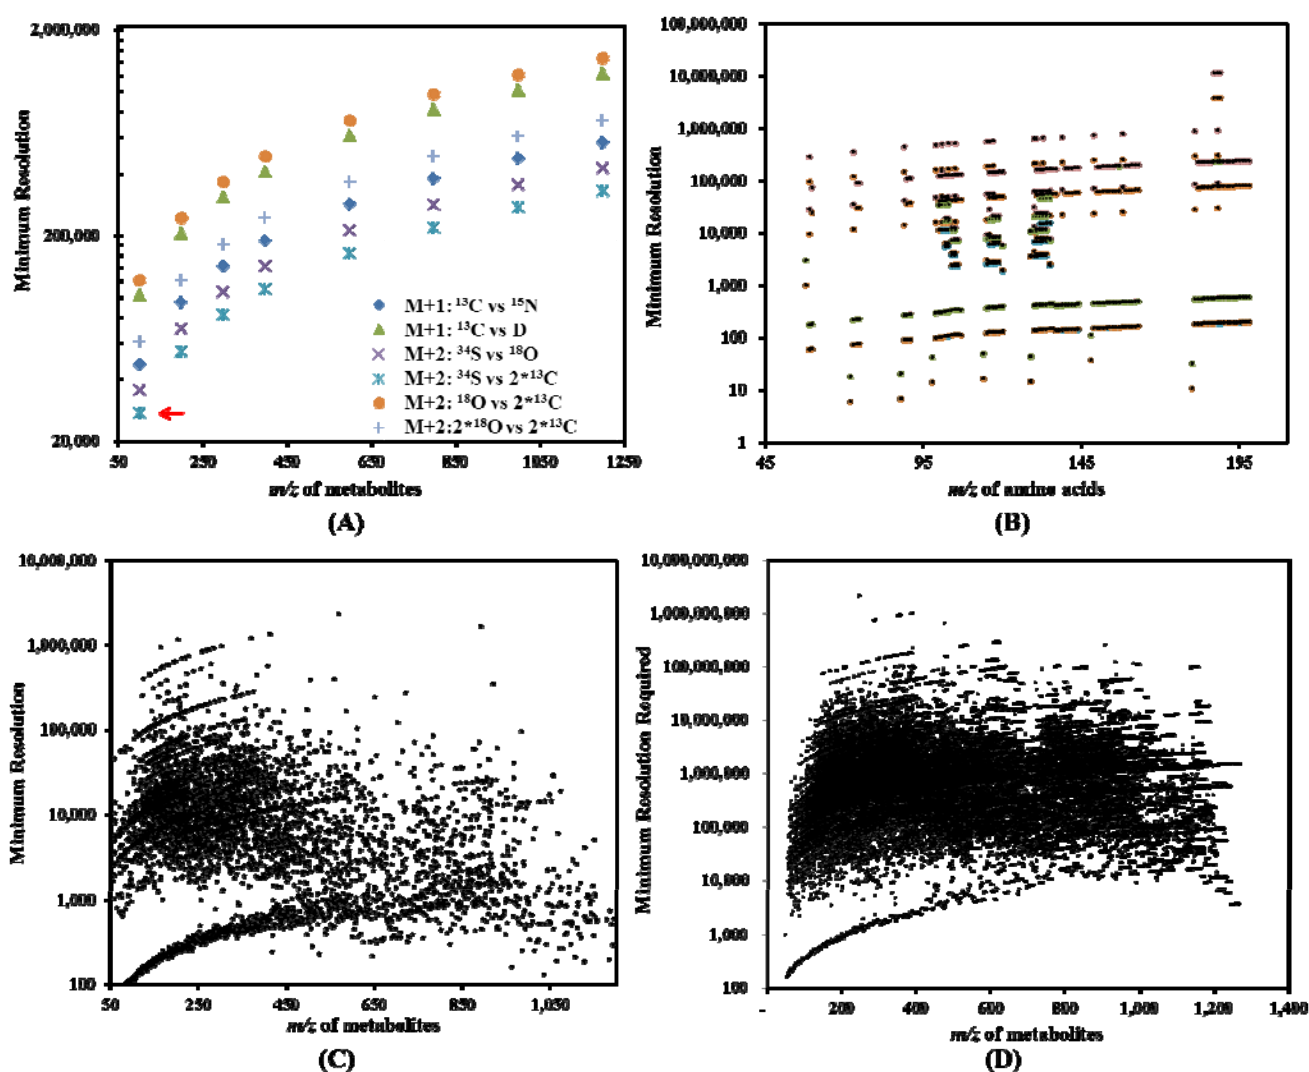 2,000,000
200,000
20,000
Minimum Resolution
50 250 450 650 850 1050 1250
m/z of metabolites
M+1: ¹³C vs ¹⁵N
M+1: ¹³C vs D
M+2: ³⁴S vs ¹⁸O
M+2: ³⁴S vs 2*¹³C
M+2: ¹⁸O vs 2*¹³C
M+2:2*¹⁸O vs 2*¹³C
(A)
100,000,000
10,000,000
1,000,000
100,000
10,000
1,000
100
10
1
Minimum Resolution
45 95 145 195
m/z of amino acids
(B)
10,000,000
1,000,000
100,000
10,000
1,000
100
Minimum Resolution
50 250 450 650 850 1,050
m/z of metabolites
(C)
10,000,000,000
1,000,000,000
100,000,000
10,000,000
1,000,000
100,000
10,000
1,000
100
Minimum Resolution Required
- 200 400 600 800 1,000 1,200 1,400
m/z of metabolites
(D)